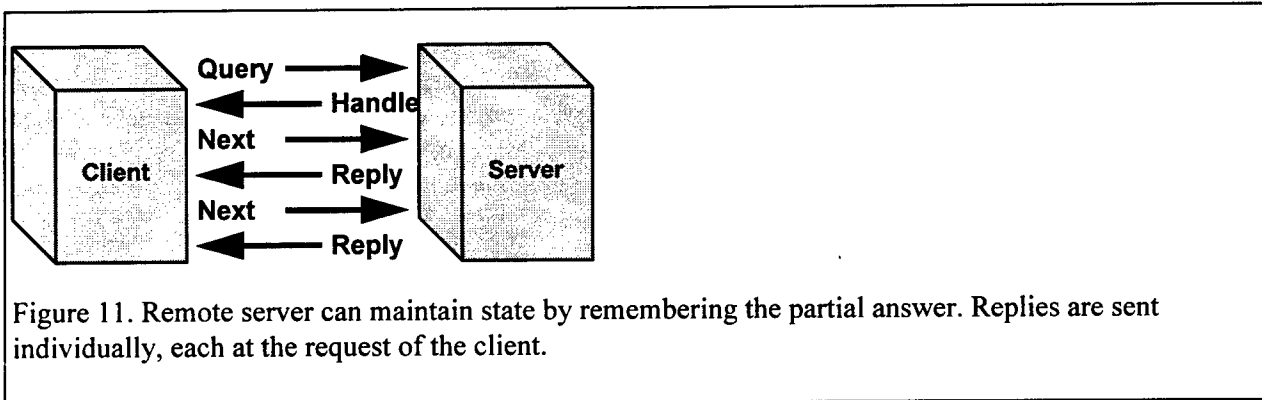 Query
Handle
Next
Client
Reply
Server
Next
Reply
Figure 11. Remote server can maintain state by remembering the partial answer. Replies are sent
individually, each at the request of the client.